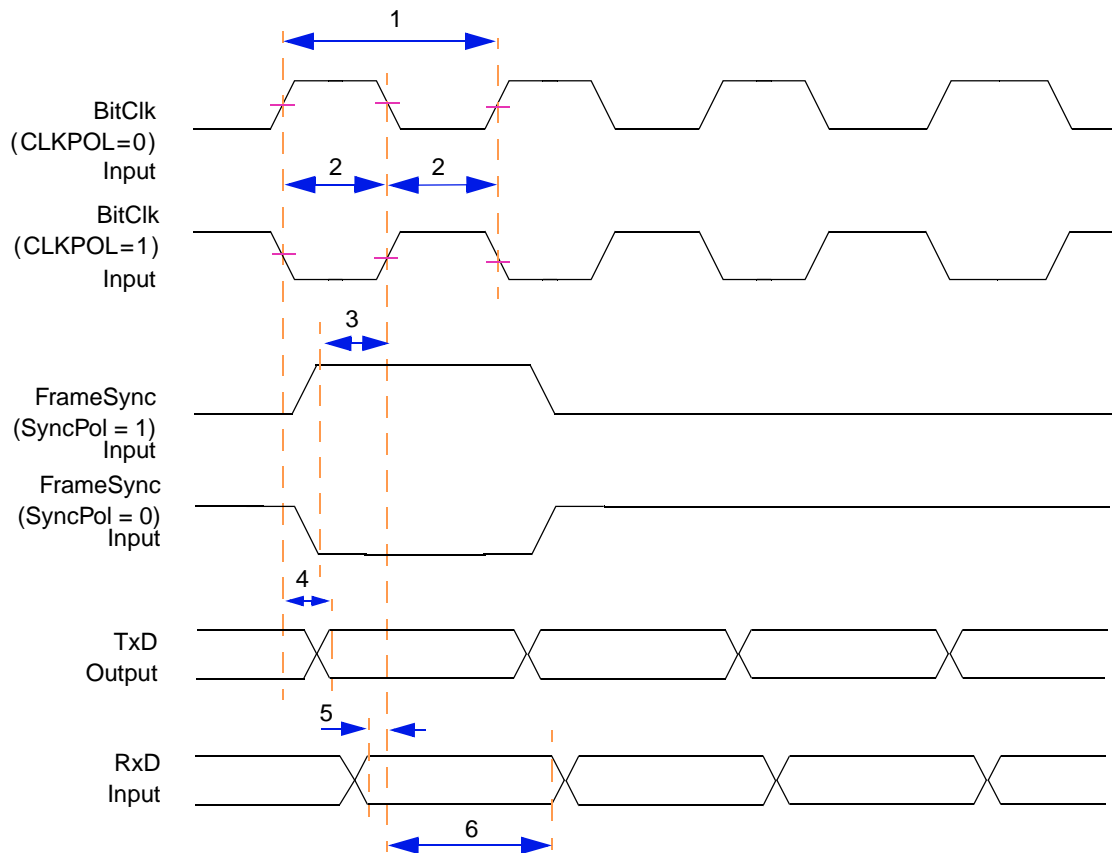 1
BitClk
(CLKPOL=0)
Input
2 2
BitClk
(CLKPOL=1)
Input
3
FrameSync
(SyncPol = 1)
Input
FrameSync
(SyncPol = 0)
Input
4
TxD
Output
5
RxD
Input
6